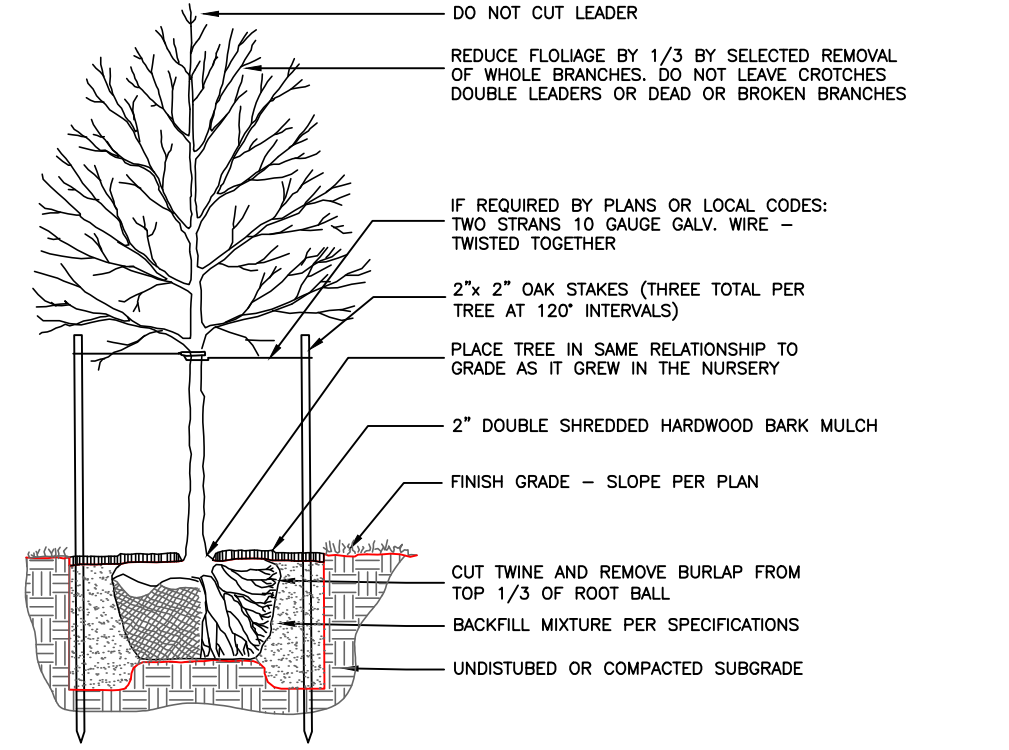 DO NOT CUT LEADER
REDUCE FLOLIAGE BY 1/3 BY SELECTED REMOVAL
OF WHOLE BRANCHES. DO NOT LEAVE CROTCHES
DOUBLE LEADERS OR DEAD OR BROKEN BRANCHES
IF REQUIRED BY PLANS OR LOCAL CODES:
TWO STRANS 10 GAUGE GALV. WIRE –
TWISTED TOGETHER
2”x 2” OAK STAKES (THREE TOTAL PER
TREE AT 120° INTERVALS)
PLACE TREE IN SAME RELATIONSHIP TO
GRADE AS IT GREW IN THE NURSERY
2” DOUBLE SHREDDED HARDWOOD BARK MULCH
FINISH GRADE – SLOPE PER PLAN
CUT TWINE AND REMOVE BURLAP FROM
TOP 1/3 OF ROOT BALL
BACKFILL MIXTURE PER SPECIFICATIONS
UNDISTUBED OR COMPACTED SUBGRADE